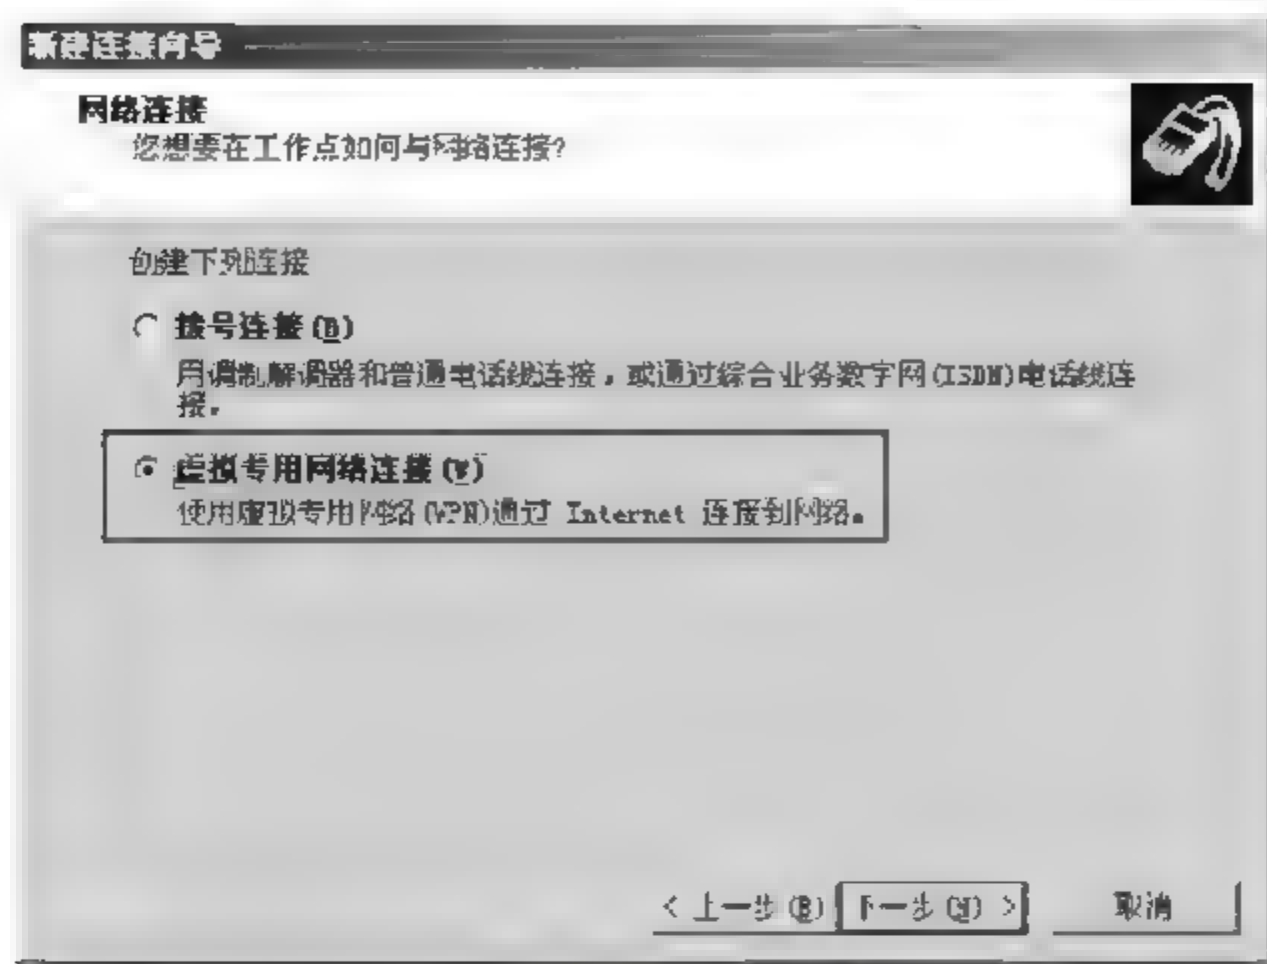 新建连接向导
网络连接
您想要在工作点如何与网络连接?
创建下列连接
拨号连接(D)
用调制解调器和普通电话线连接，或通过综合业务数字网(ISDN)电话线连
接。
虚拟专用网络连接(V)
使用虚拟专用网络(VPN)通过 Internet 连接到网络。
< 上一步(B) 下一步(N) > 取消